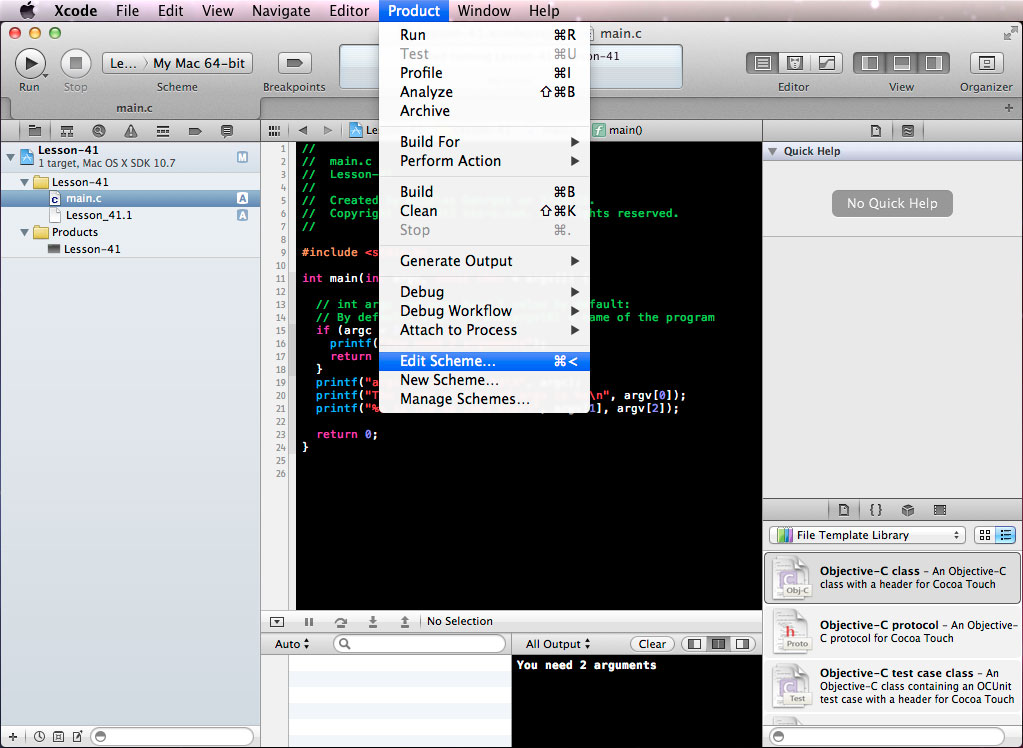 Xcode File Edit View Navigate Editor Product Window Help
main.c
Le... My Mac 64-bit
Run Stop Scheme Breakpoints
Editor View Organizer
main.c
Run ⌘R
Test ⌘U
Profile ⌘I
Analyze ⇧⌘B
Archive
Build For
Perform Action
Build ⌘B
Clean ⇧⌘K
Stop ⌘.
Generate Output
Debug
Debug Workflow
Attach to Process
Edit Scheme... ⌘<
New Scheme...
Manage Schemes...
Lesson-41
1 target, Mac OS X SDK 10.7
M
Lesson-41
main.c A
Lesson_41.1 A
Products
Lesson-41
main()
1 //
2 // main.c
3 // Lesson-
4 //
5 // Created
6 // Copyrig hts reserved.
7 //
8
9 #include <s
10
11 int main(in
12
13 // int ar fault:
14 // By def ame of the program
15 if (argc
16 printf(
17 return
18 }
19 printf("a
20 printf("T \n", argv[0]);
21 printf("% 1], argv[2]);
22
23 return 0;
24 }
25
26
No Selection
Auto
All Output Clear
You need 2 arguments
Quick Help
No Quick Help
{ }
File Template Library
Obj-C
Objective-C class - An Objective-C
class with a header for Cocoa Touch
Proto
Objective-C protocol - An Objective-
C protocol for Cocoa Touch
Test
Objective-C test case class - An
Objective-C class containing an OCUnit
test case with a header for Cocoa Touch